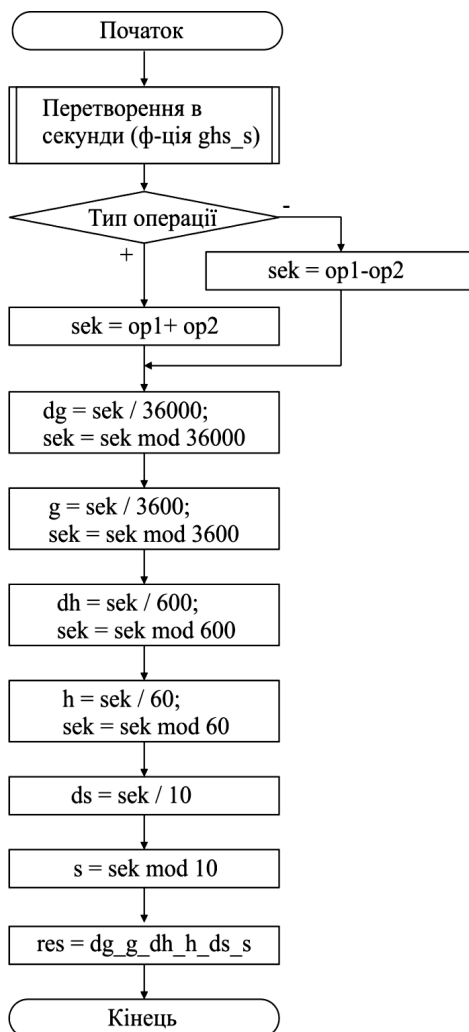 Початок
Перетворення в
секунди (ф-ція ghs_s)
Тип операції
-
+
sek = op1-op2
sek = op1+ op2
dg = sek / 36000;
sek = sek mod 36000
g = sek / 3600;
sek = sek mod 3600
dh = sek / 600;
sek = sek mod 600
h = sek / 60;
sek = sek mod 60
ds = sek / 10
s = sek mod 10
res = dg_g_dh_h_ds_s
Кінець